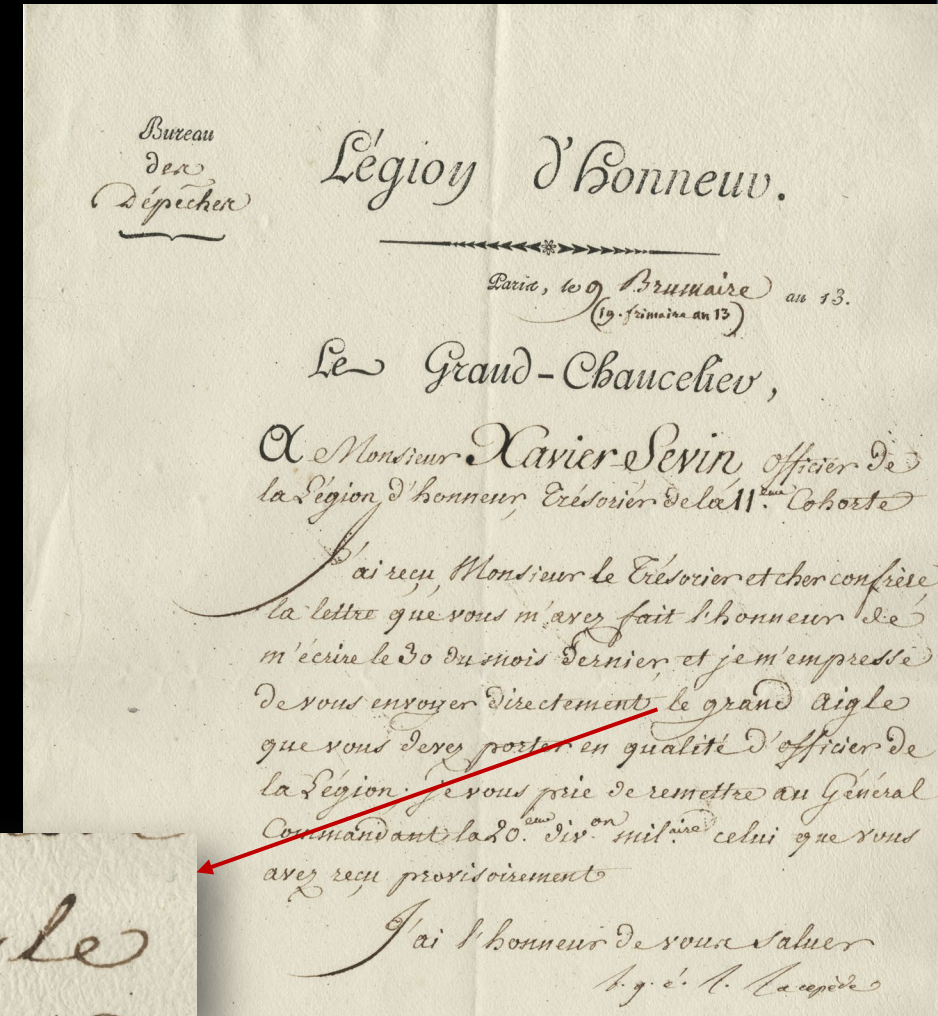 Bureau
des
Dépêches
Légion d'honneur.
Paris, le 9 Brumaire an 13.
(19. frimaire an 13)
Le Grand-Chancelier,
A Monsieur Xavier-Sevin, officier de
la Légion d'honneur, Trésorier de la 11.eme Cohorte
J'ai reçu, Monsieur le Trésorier et cher confrère
la lettre que vous m'avez fait l'honneur de
m'écrire le 30 du mois dernier, et je m'empresse
de vous envoyer directement, le grand aigle
que vous devez porter en qualité d'officier de
la Légion. je vous prie de remettre au Général
Commandant la 20.eme div.on mil.aire celui que vous
avez reçu provisoirement
J'ai l'honneur de vous saluer
b. g. é. l. Lacepède
le